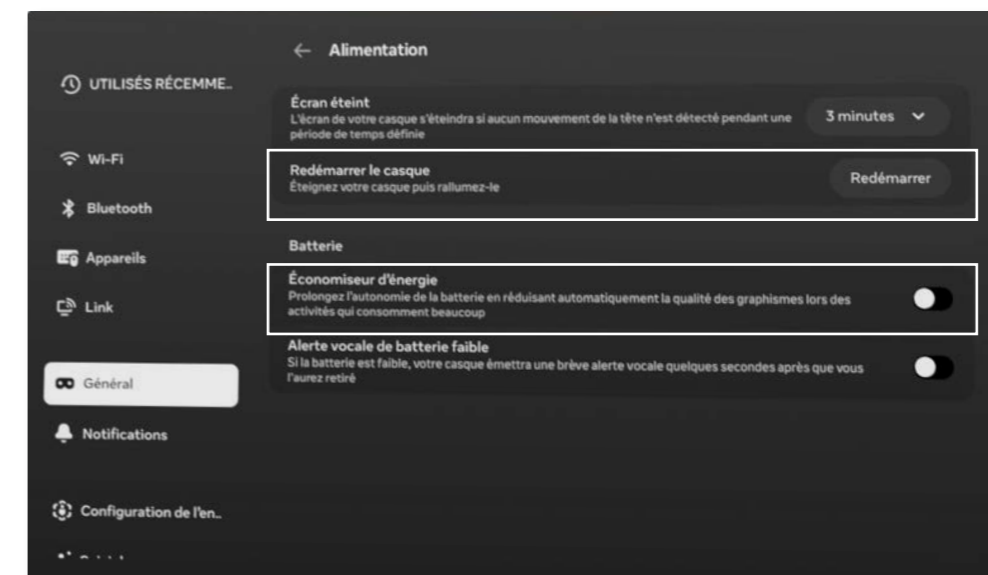 ← Alimentation
UTILISÉS RÉCEMME..
Écran éteint
L'écran de votre casque s'éteindra si aucun mouvement de la tête n'est détecté pendant une
période de temps définie
3 minutes
Wi-Fi
Redémarrer le casque
Éteignez votre casque puis rallumez-le
Redémarrer
Bluetooth
Batterie
Appareils
Économiseur d'énergie
Prolongez l'autonomie de la batterie en réduisant automatiquement la qualité des graphismes lors des
activités qui consomment beaucoup
Link
Alerte vocale de batterie faible
Si la batterie est faible, votre casque émettra une brève alerte vocale quelques secondes après que vous
l'aurez retiré
Général
Notifications
Configuration de l'en..